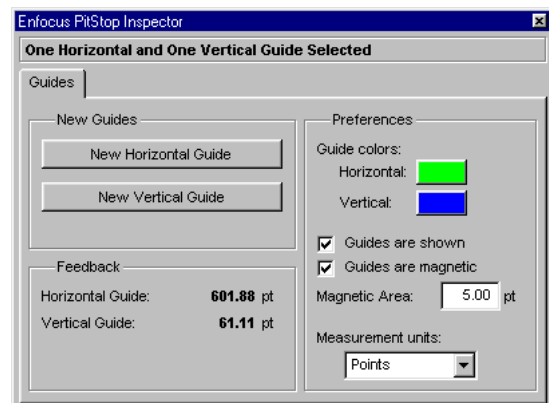 Enfocus PitStop Inspector
One Horizontal and One Vertical Guide Selected
Guides
New Guides
New Horizontal Guide
New Vertical Guide
Feedback
Horizontal Guide: 601.88 pt
Vertical Guide: 61.11 pt
Preferences
Guide colors:
Horizontal:
Vertical:
Guides are shown
Guides are magnetic
Magnetic Area: 5.00 pt
Measurement units:
Points